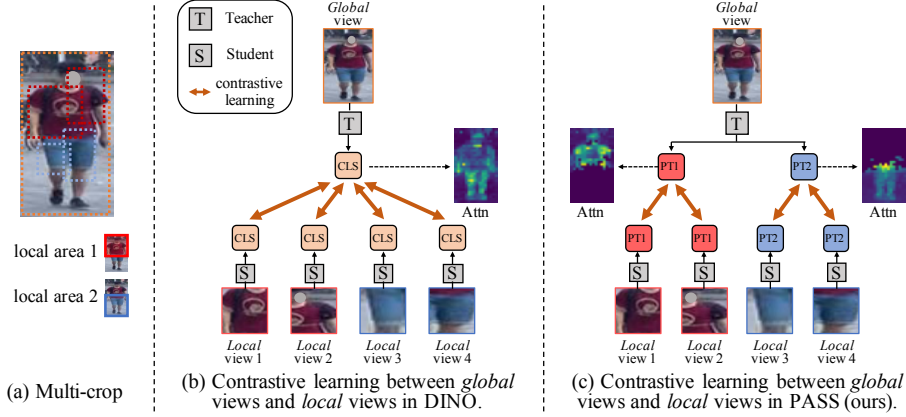 local area 1
local area 2
(a) Multi-crop
T Teacher
S Student
contrastive
learning
Global
view
T
CLS
Attn
CLS CLS CLS CLS
S S S S
Local
view 1
Local
view 2
Local
view 3
Local
view 4
(b) Contrastive learning between global
views and local views in DINO.
Global
view
T
PT1 PT2
Attn Attn
PT1 PT1 PT2 PT2
S S S S
Local
view 1
Local
view 2
Local
view 3
Local
view 4
(c) Contrastive learning between global
views and local views in PASS (ours).